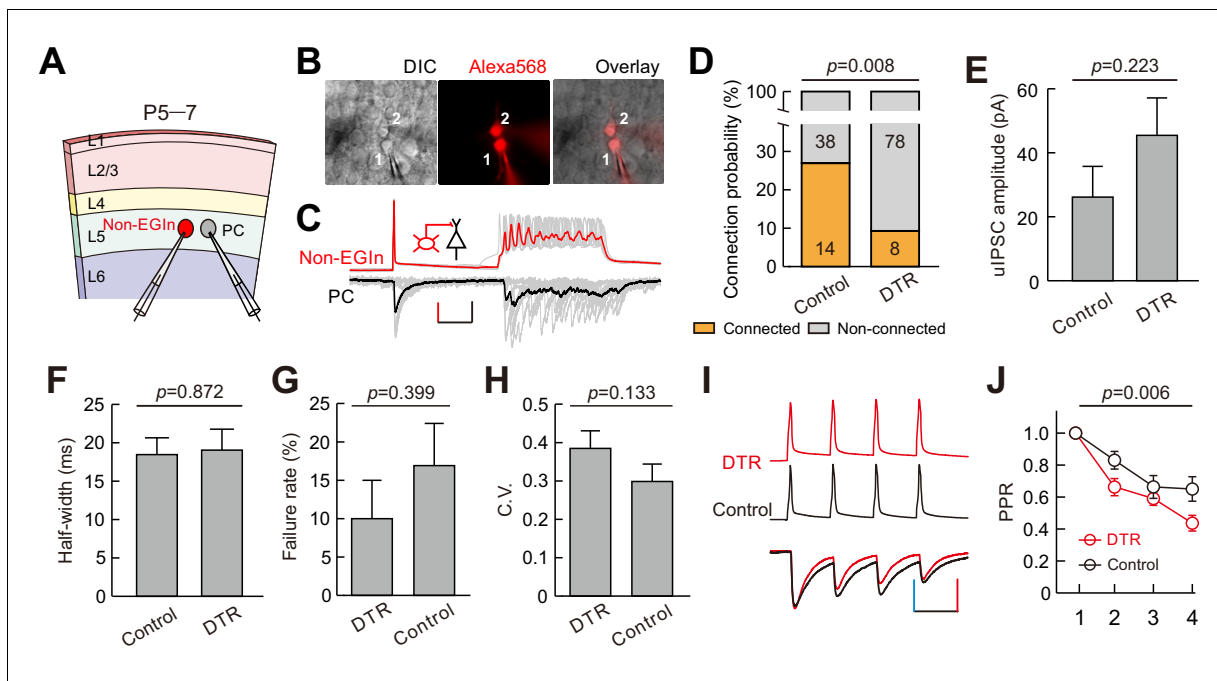 A
P5—7
L1
L2/3
L4
Non-EGIn
PC
L5
L6
B
DIC
Alexa568
Overlay
2
1
2
1
2
1
C
Non-EGIn
PC
D
p=0.008
Connection probability (%)
100
30
20
10
0
38
78
14
8
Control
DTR
Connected
Non-connected
E
p=0.223
uIPSC amplitude (pA)
60
40
20
0
Control
DTR
F
p=0.872
Half-width (ms)
25
20
15
10
5
0
Control
DTR
G
p=0.399
Failure rate (%)
25
20
15
10
5
0
DTR
Control
H
p=0.133
C.V.
0.5
0.4
0.3
0.2
0.1
0
DTR
Control
I
DTR
Control
J
p=0.006
PPR
1.0
0.8
0.6
0.4
0.2
0
DTR
Control
1 2 3 4